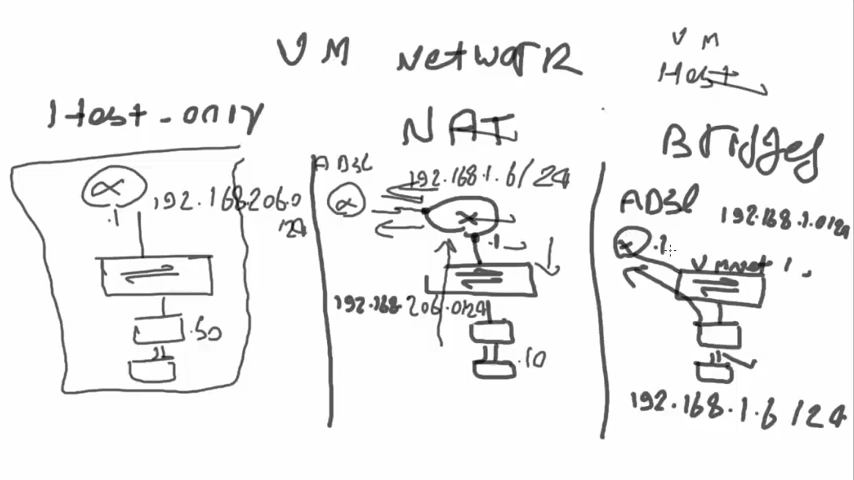 VM Network
VM
Host
Host-only
192.168.206.0
/24
.1
.50
NAT
ADSL
192.168.1.6/24
.1
192.168.206.0/24
.10
Bridges
ADSL
192.168.1.0/24
.1
vmnet 1
192.168.1.6/24